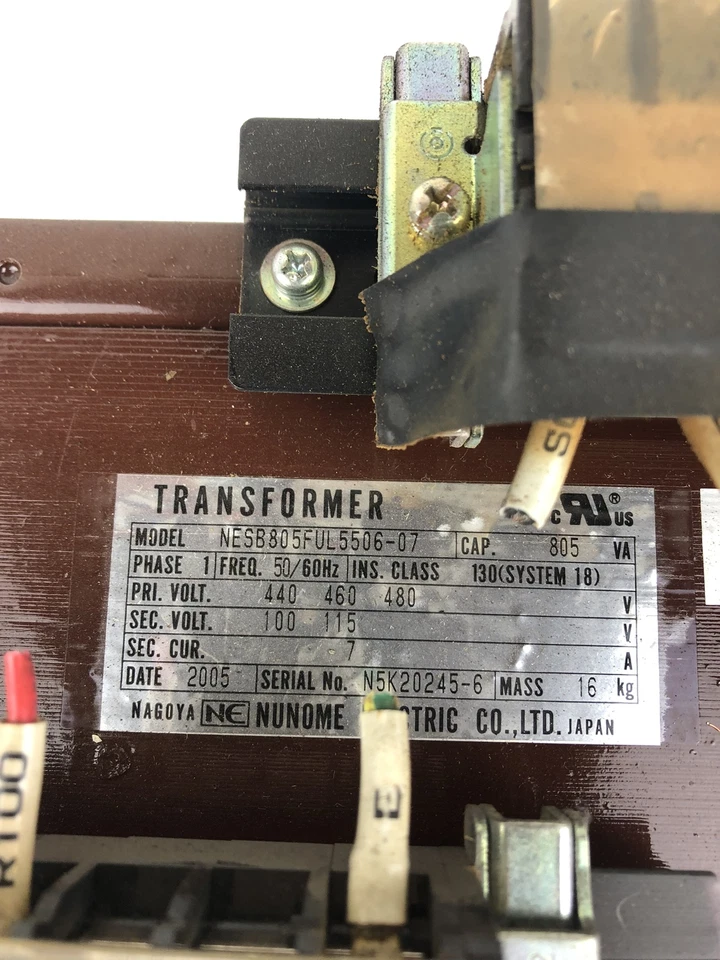 TRANSFORMER
c RU ® US
MODEL NESB805FUL5506-07 CAP. 805 VA
PHASE 1 FREQ. 50/60Hz INS. CLASS 130(SYSTEM 18)
PRI. VOLT. 440 460 480 V
SEC. VOLT. 100 115 V
SEC. CUR. 7 A
DATE 2005 SERIAL No. N5K20245-6 MASS 16 kg
NAGOYA NE NUNOME CO.,LTD. JAPAN
R100
E